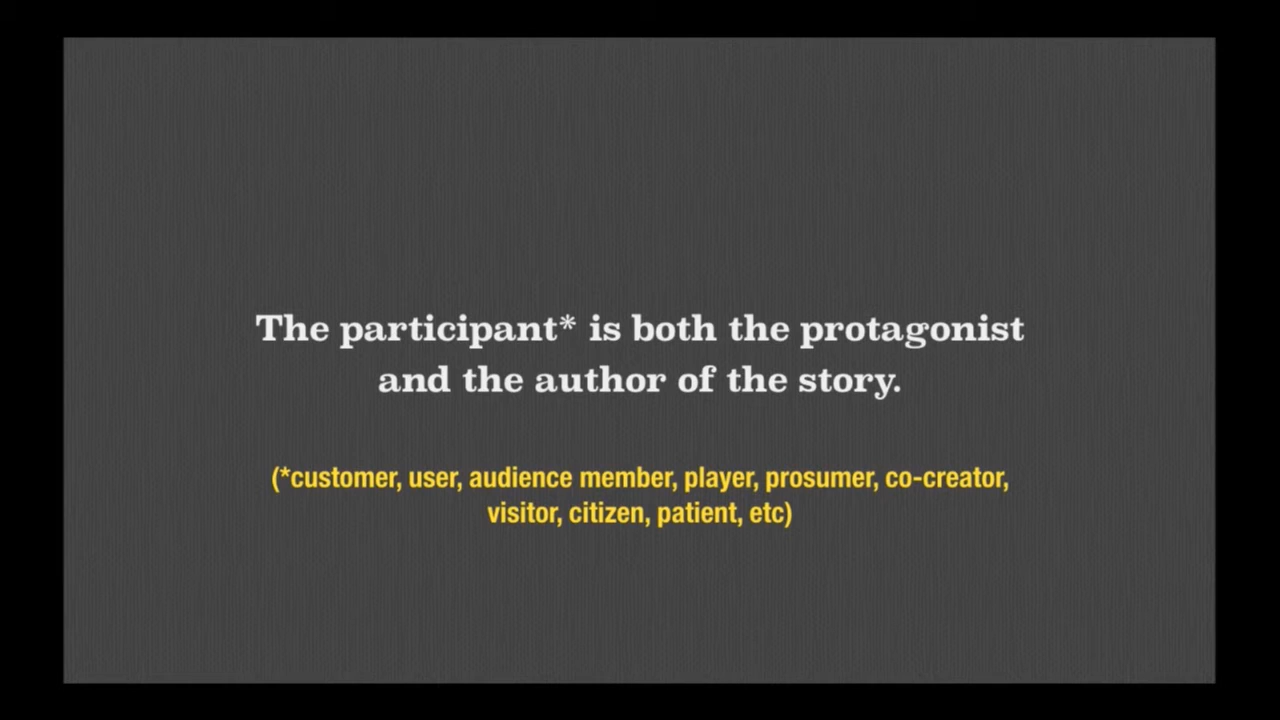 The participant* is both the protagonist
and the author of the story.
(*customer, user, audience member, player, prosumer, co-creator,
visitor, citizen, patient, etc)